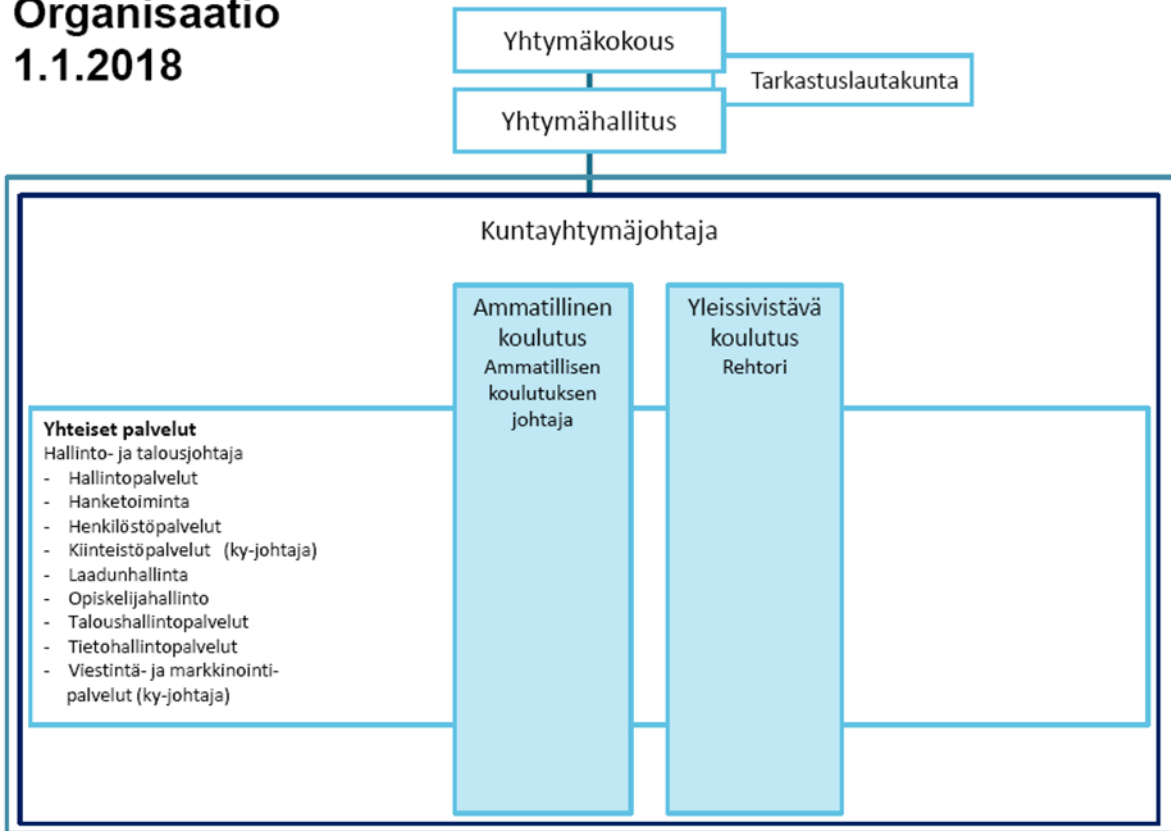 Organisaatio
1.1.2018
Yhtymäkokous
Tarkastuslautakunta
Yhtymähallitus
Kuntayhtymäjohtaja
Ammatillinen
koulutus
Ammatillisen
koulutuksen
johtaja
Yleissivistävä
koulutus
Rehtori
Yhteiset palvelut
Hallinto- ja talousjohtaja
- Hallintopalvelut
- Hanketoiminta
- Henkilöstöpalvelut
- Kiinteistöpalvelut (ky-johtaja)
- Laadunhallinta
- Opiskelijahallinto
- Taloushallintopalvelut
- Tietohallintopalvelut
- Viestintä- ja markkinointi-
palvelut (ky-johtaja)